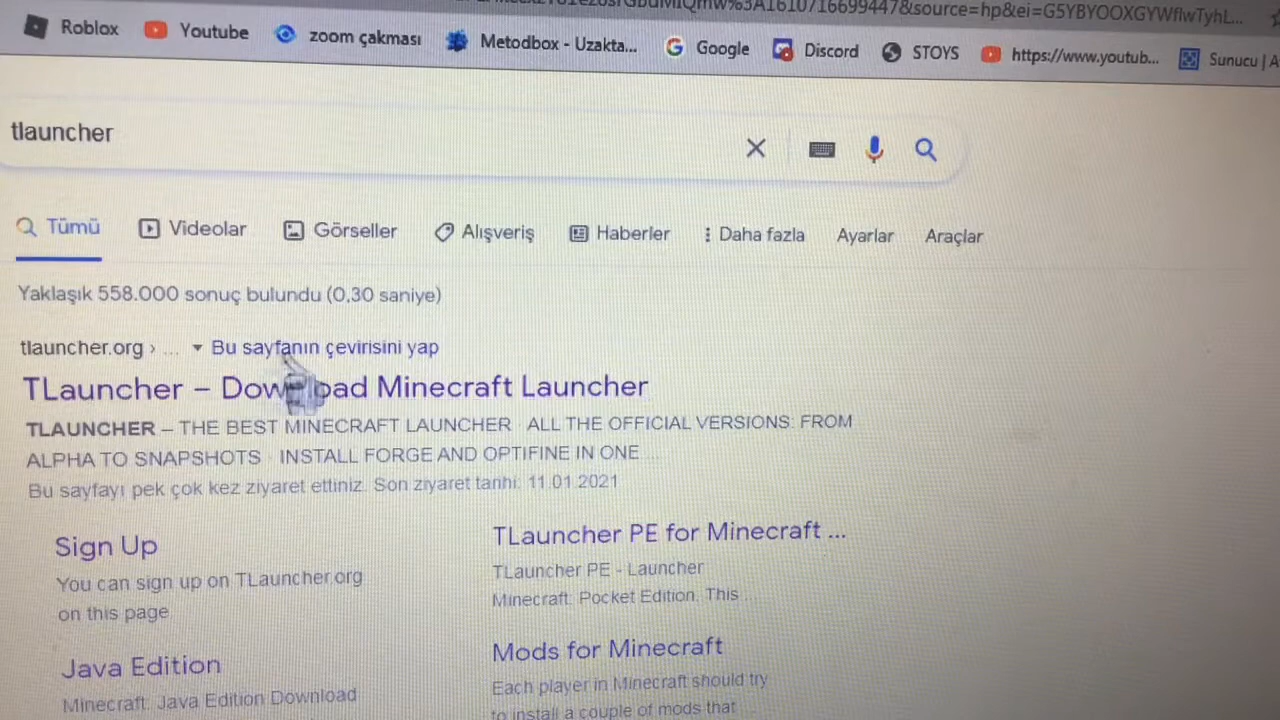 Roblox Youtube zoom çakması Metodbox - Uzakta... Google Discord STOYS https://www.youtub... Sunucu | A
tlauncher
Tümü Videolar Görseller Alışveriş Haberler Daha fazla Ayarlar Araçlar
Yaklaşık 558.000 sonuç bulundu (0,30 saniye)
tlauncher.org › ... Bu sayfanın çevirisini yap
TLauncher – Download Minecraft Launcher
TLAUNCHER – THE BEST MINECRAFT LAUNCHER · ALL THE OFFICIAL VERSIONS: FROM
ALPHA TO SNAPSHOTS · INSTALL FORGE AND OPTIFINE IN ONE ...
Bu sayfayı pek çok kez ziyaret ettiniz. Son ziyaret tarihi: 11.01.2021
Sign Up
You can sign up on TLauncher.org
on this page
Java Edition
Minecraft: Java Edition Download
TLauncher PE for Minecraft ...
TLauncher PE - Launcher
Minecraft: Pocket Edition. This ...
Mods for Minecraft
Each player in Minecraft should try
to install a couple of mods that ...